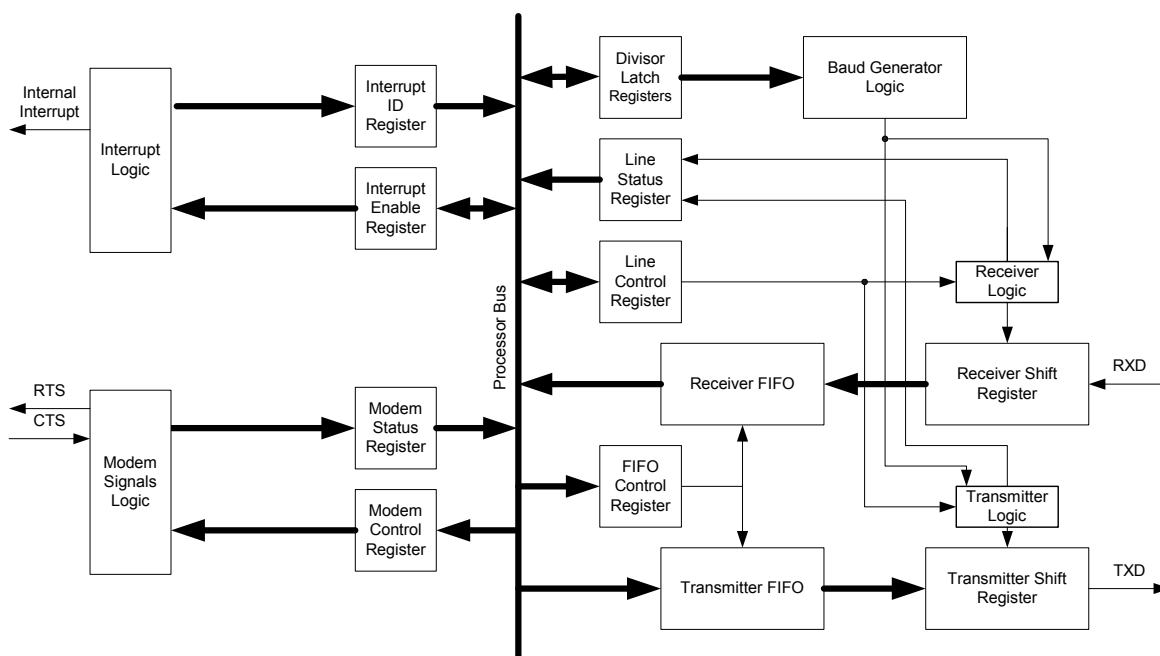 Internal
Interrupt
Interrupt
Logic
Interrupt
ID
Register
Interrupt
Enable
Register
RTS
CTS
Modem
Signals
Logic
Modem
Status
Register
Modem
Control
Register
Processor Bus
Divisor
Latch
Registers
Baud Generator
Logic
Line
Status
Register
Line
Control
Register
Receiver
Logic
Receiver FIFO
Receiver Shift
Register
RXD
FIFO
Control
Register
Transmitter
Logic
Transmitter FIFO
Transmitter Shift
Register
TXD